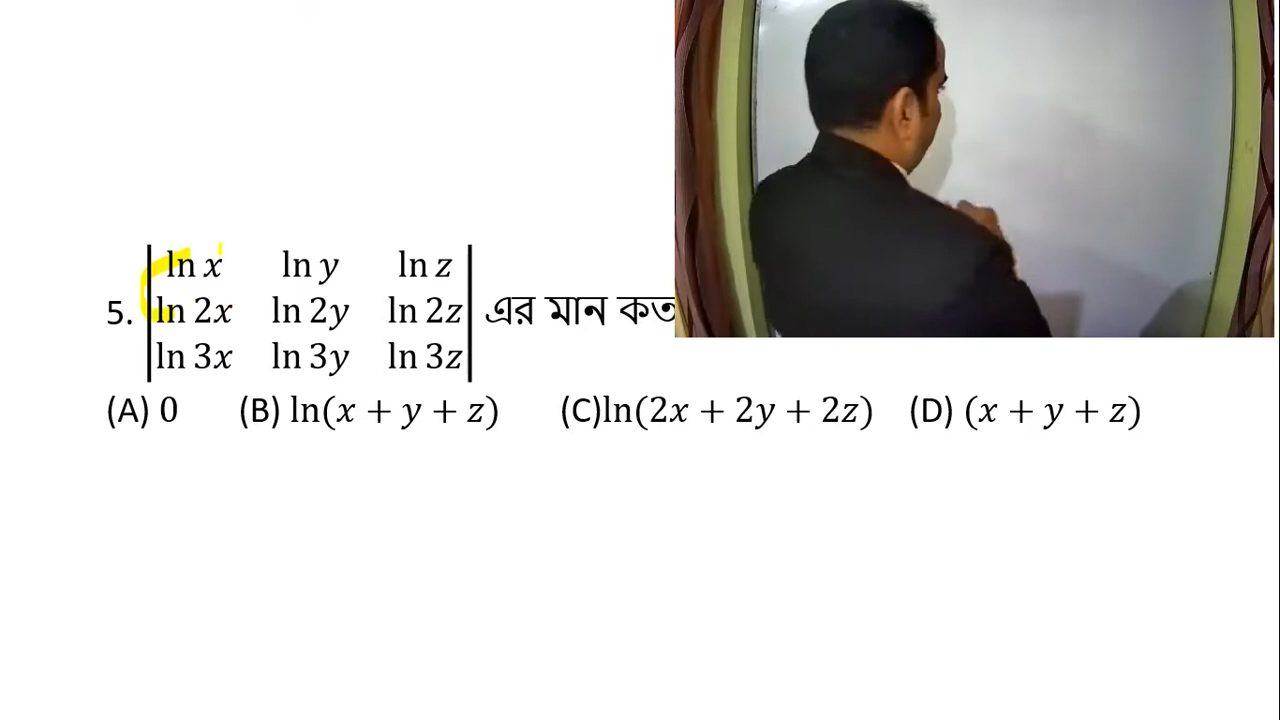 5. | ln x ln y ln z |
| ln 2x ln 2y ln 2z | এর মান কত
| ln 3x ln 3y ln 3z |
(A) 0 (B) ln(x + y + z) (C)ln(2x + 2y + 2z) (D) (x + y + z)